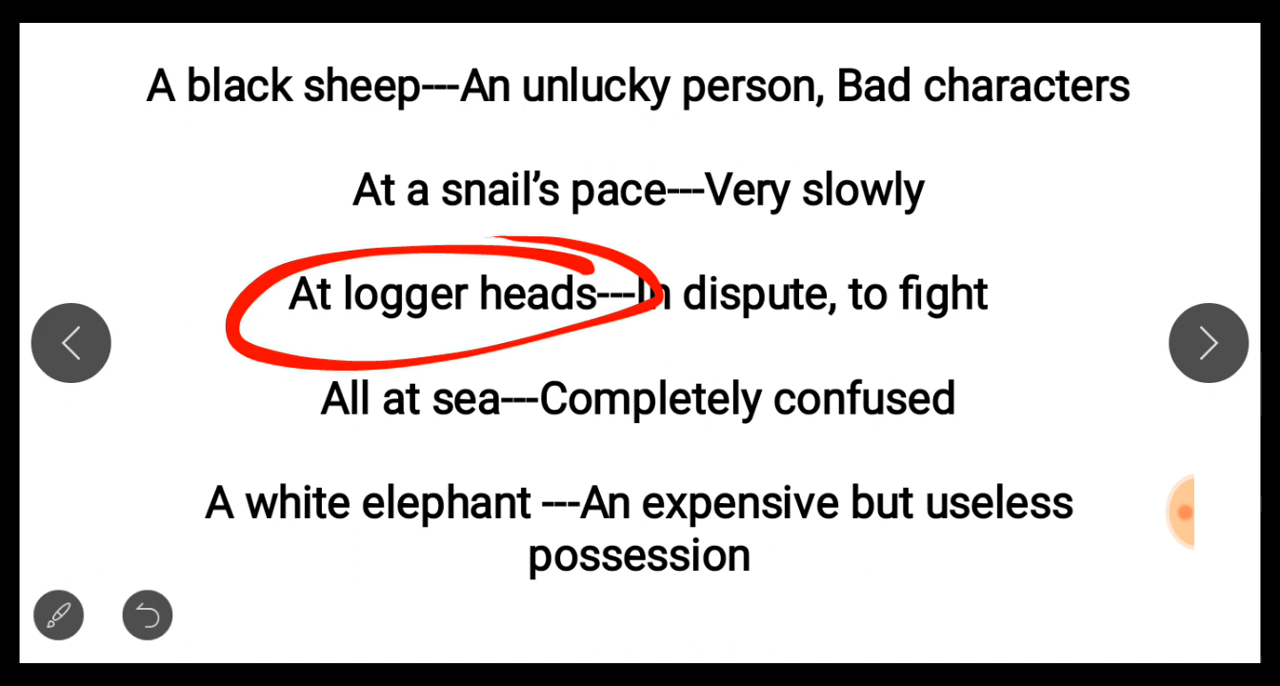 A black sheep---An unlucky person, Bad characters
At a snail’s pace---Very slowly
At logger heads---In dispute, to fight
All at sea---Completely confused
A white elephant ---An expensive but useless
possession